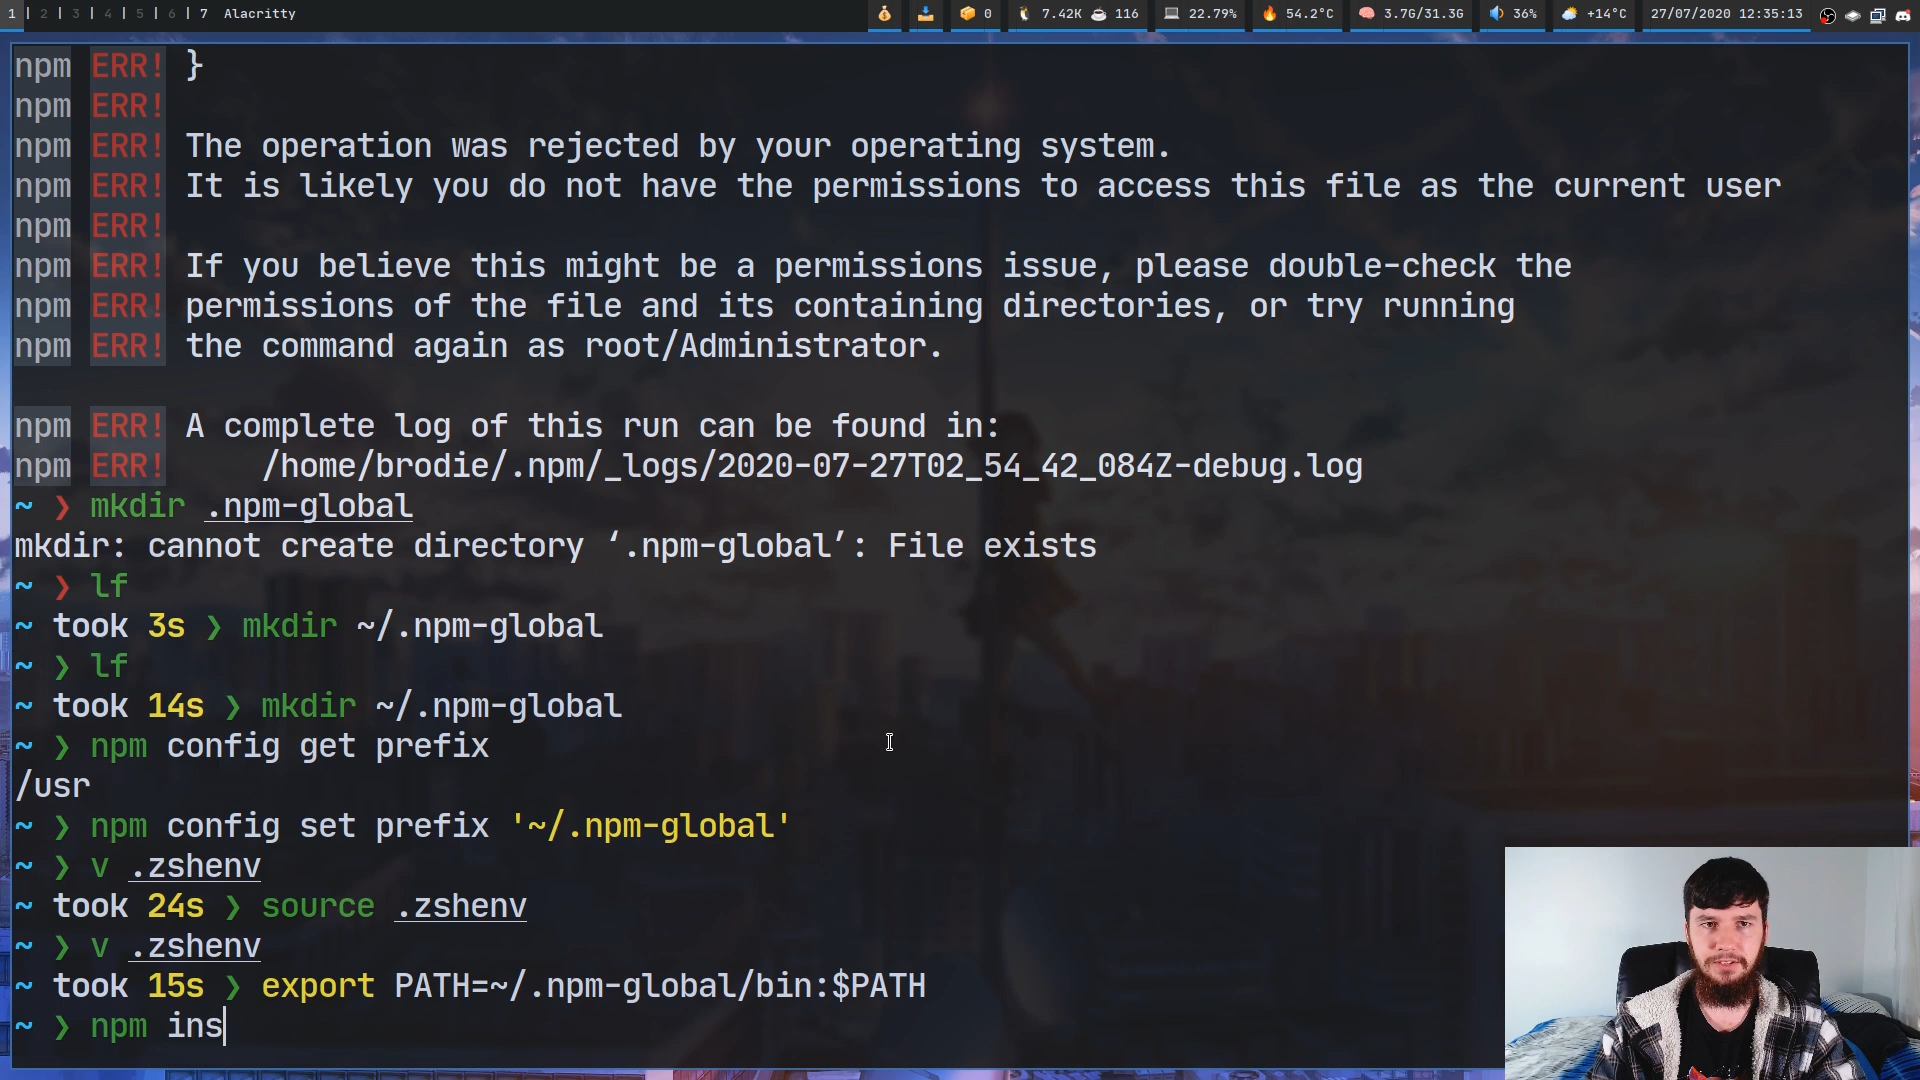 1 | 2 | 3 | 4 | 5 | 6 | 7 Alacritty 0 7.42K 116 22.79% 54.2°C 3.7G/31.3G 36% +14°C 27/07/2020 12:35:13
npm ERR! }
npm ERR!
npm ERR! The operation was rejected by your operating system.
npm ERR! It is likely you do not have the permissions to access this file as the current user
npm ERR!
npm ERR! If you believe this might be a permissions issue, please double-check the
npm ERR! permissions of the file and its containing directories, or try running
npm ERR! the command again as root/Administrator.
npm ERR! A complete log of this run can be found in:
npm ERR!     /home/brodie/.npm/_logs/2020-07-27T02_54_42_084Z-debug.log
~ ❯ mkdir .npm-global
mkdir: cannot create directory ‘.npm-global’: File exists
~ ❯ lf
~ took 3s ❯ mkdir ~/.npm-global
~ ❯ lf
~ took 14s ❯ mkdir ~/.npm-global
~ ❯ npm config get prefix
/usr
~ ❯ npm config set prefix '~/.npm-global'
~ ❯ v .zshenv
~ took 24s ❯ source .zshenv
~ ❯ v .zshenv
~ took 15s ❯ export PATH=~/.npm-global/bin:$PATH
~ ❯ npm ins